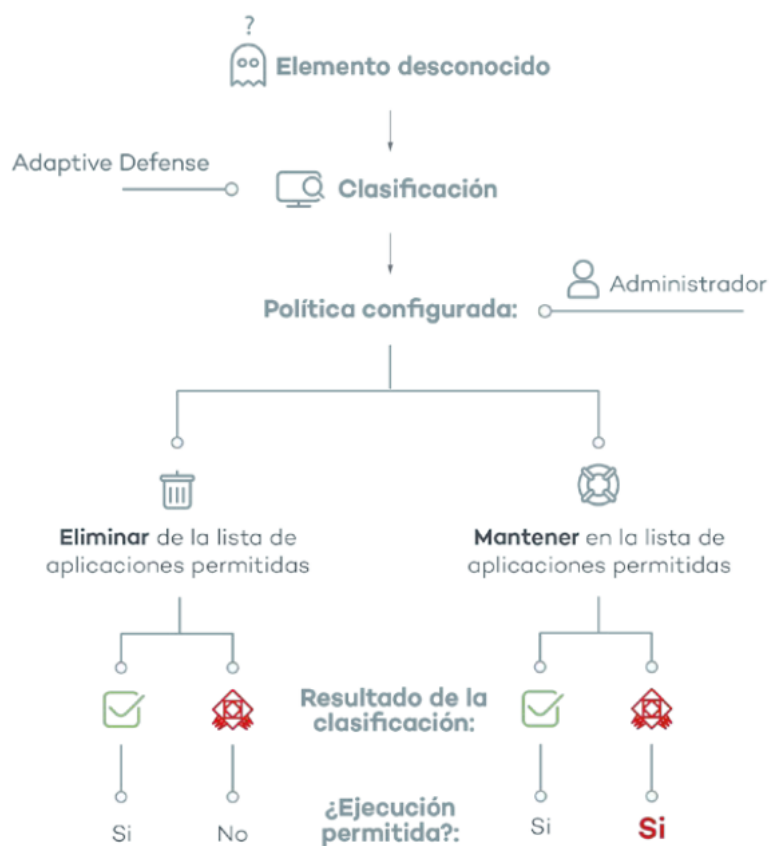 ?
Elemento desconocido
Adaptive Defense
Clasificación
Administrador
Política configurada:
Eliminar de la lista de
aplicaciones permitidas
Mantener en la lista de
aplicaciones permitidas
Resultado de la
clasificación:
¿Ejecución
permitida?:
Si
No
Si
Si